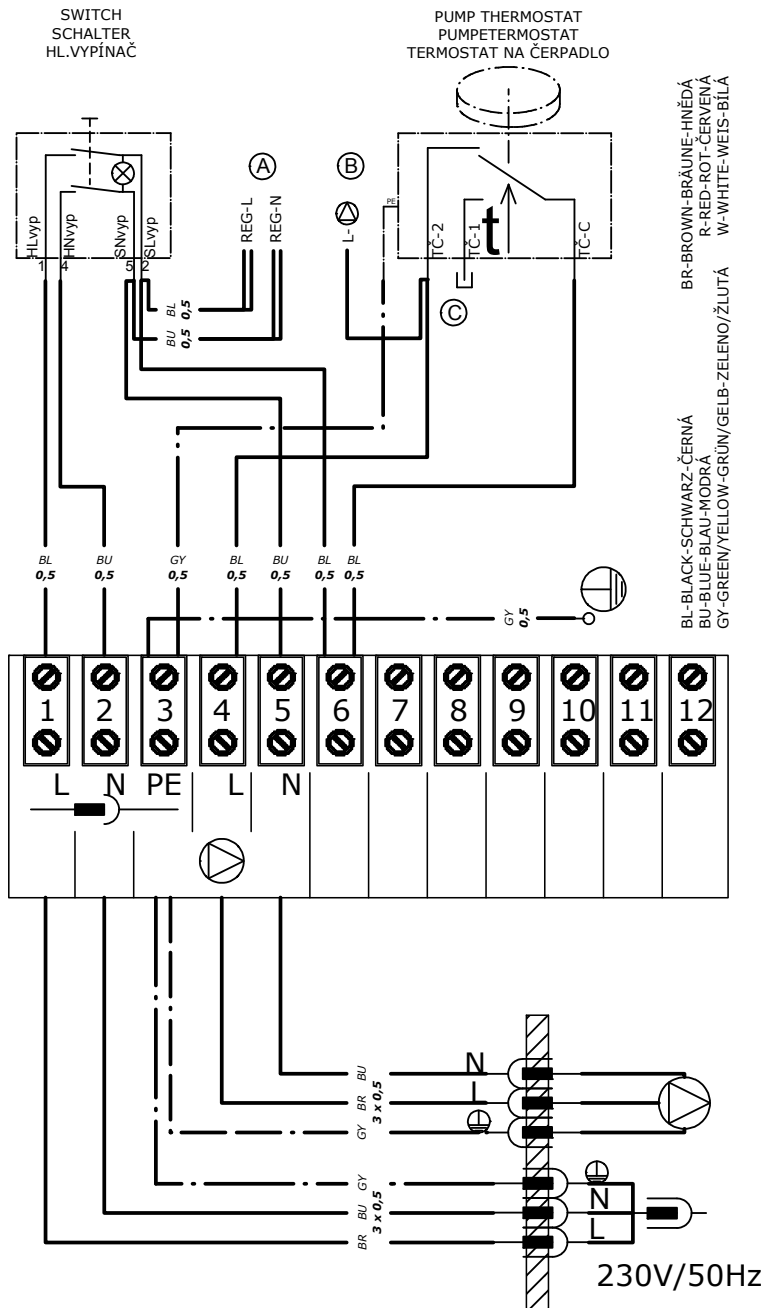 SWITCH
SCHALTER
HL.VYPÍNAČ
PUMP THERMOSTAT
PUMPETERMOSTAT
TERMOSTAT NA ČERPADLO
BR-BROWN-BRÄUNE-HNĚDÁ
R-RED-ROT-ČERVENÁ
W-WHITE-WEIS-BÍLÁ
A
B
REG-L
REG-N
L-
PE
HLvyp
HNvyp
SNvyp
SLvyp
1 4 5 2
TČ-2
TČ-1
t
TČ-C
C
BL 0,5
BU 0,5
BL-BLACK-SCHWARZ-ČERNÁ
BU-BLUE-BLAU-MODRÁ
GY-GREEN/YELLOW-GRÜN/GELB-ZELENO/ŽLUTÁ
BL BU GY BL BU BL BL
0,5 0,5 0,5 0,5 0,5 0,5 0,5
GY 0,5
1 2 3 4 5 6 7 8 9 10 11 12
L N PE L N
BU
BR
GY
3 x 0,5
N
L
GY
BU
BR
3 x 0,5
N
L
230V/50Hz